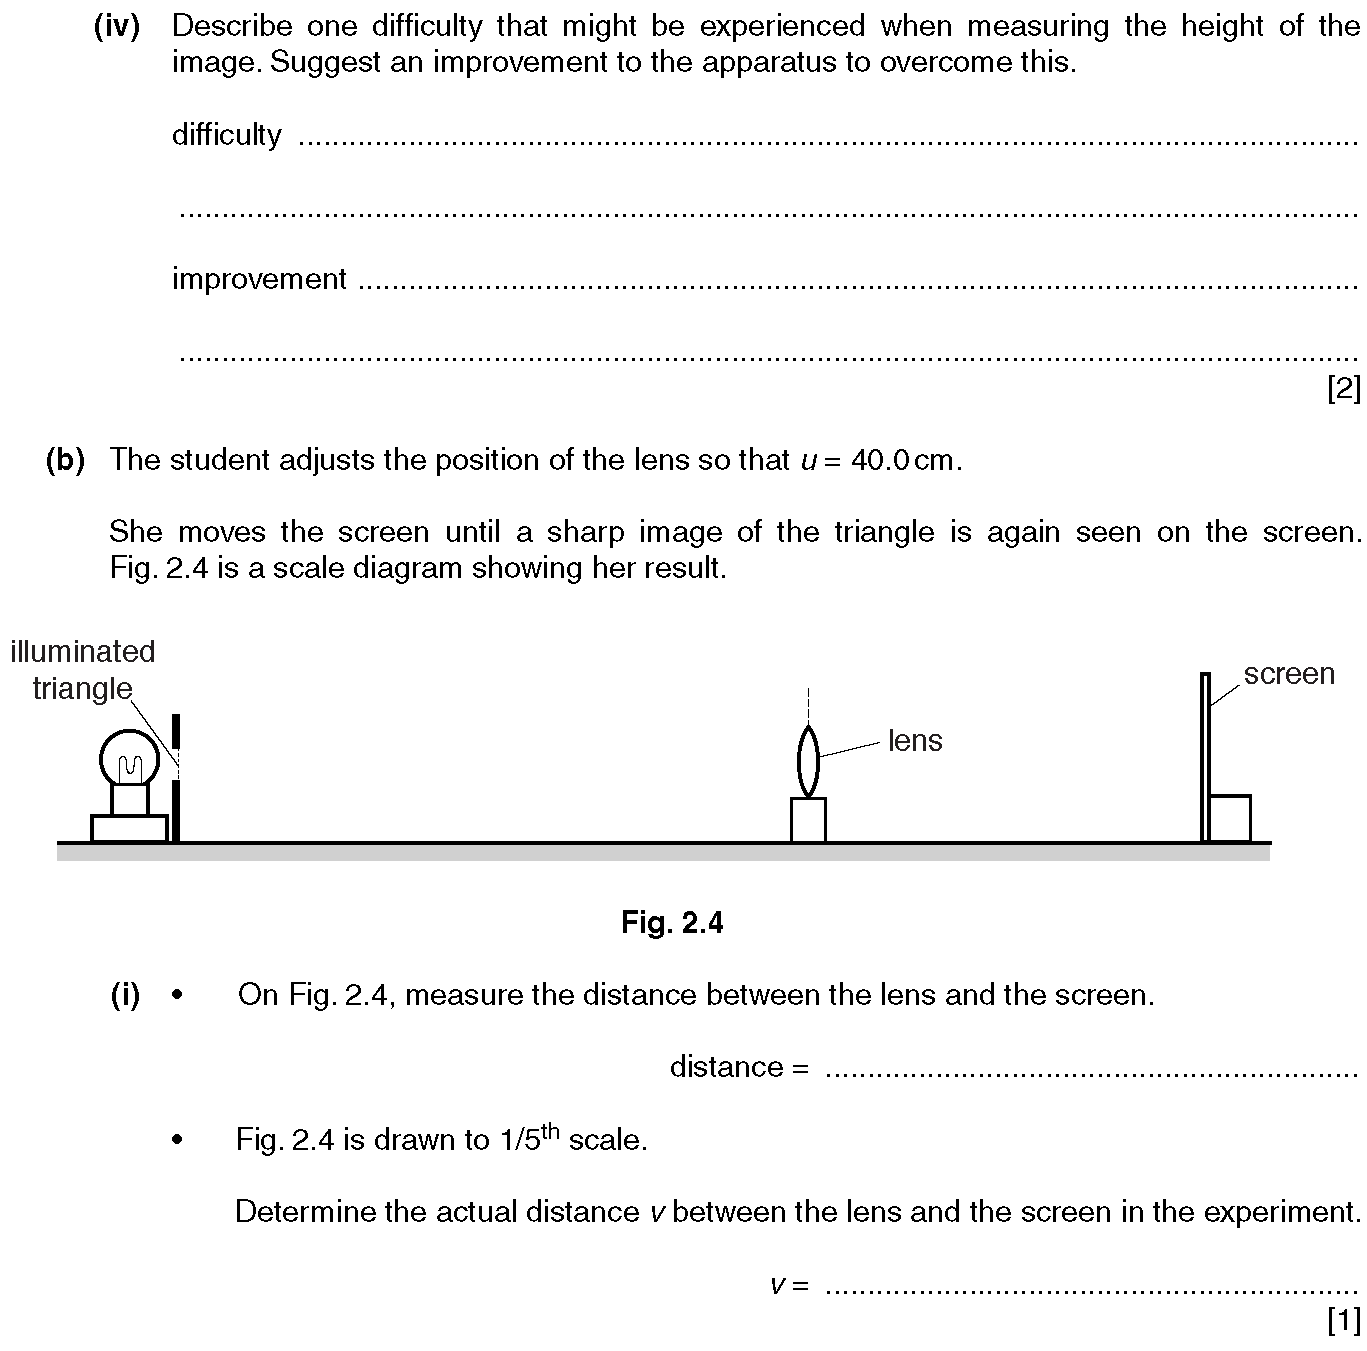 (iv) Describe one difficulty that might be experienced when measuring the height of the
image. Suggest an improvement to the apparatus to overcome this.
difficulty ..............................................................................................................................
..............................................................................................................................
improvement ..............................................................................................................................
..............................................................................................................................
[2]
(b) The student adjusts the position of the lens so that u = 40.0 cm.
She moves the screen until a sharp image of the triangle is again seen on the screen.
Fig. 2.4 is a scale diagram showing her result.
illuminated
triangle
screen
lens
Fig. 2.4
(i) • On Fig. 2.4, measure the distance between the lens and the screen.
distance = ...............................................................
• Fig. 2.4 is drawn to 1/5th scale.
Determine the actual distance v between the lens and the screen in the experiment.
v = ...............................................................
[1]